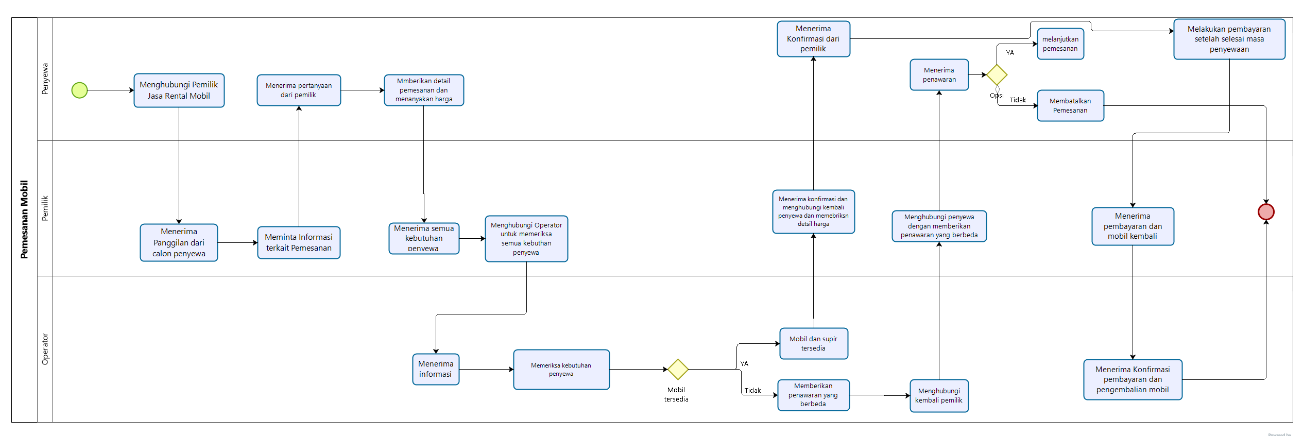 Pemesanan Mobil
Penyewa
Menghubungi Pemilik
Jasa Rental Mobil
Menerima pertanyaan
dari pemilik
Mmberikan detail
pemesanan dan
menanyakan harga
Menerima
Konfirmasi dari
pemilik
Menerima
penawaran
Ops
YA
melanjutkan
pemesanan
Tidak
Membatalkan
Pemesanan
Melakukan pembayaran
setelah selesai masa
penyewaan
Pemilik
Menerima
Panggilan dari
calon penyewa
Meminta Informasi
terkait Pemesanan
Menerima semua
kebutuhan
penyewa
Menghubungi Operator
untuk memeriksa
semua kebuthan
penyewa
Menerima konfirmasi dan
menghubungi kembali
penyewa dan memebriksn
detsil harga
Menghubungi penyewa
dengan memberikan
penawaran yang berbeda
Menerima
pembayaran dan
mobil kembali
Operator
Menerima
informasi
Memeriksa kebutuhan
penyewa
Mobil
tersedia
YA
Mobil dan supir
tersedia
Tidak
Memberikan
penawaran yang
berbeda
Menghubungi
kembali pemilik
Menerima Konfirmasi
pembayaran dan
pengembalian mobil